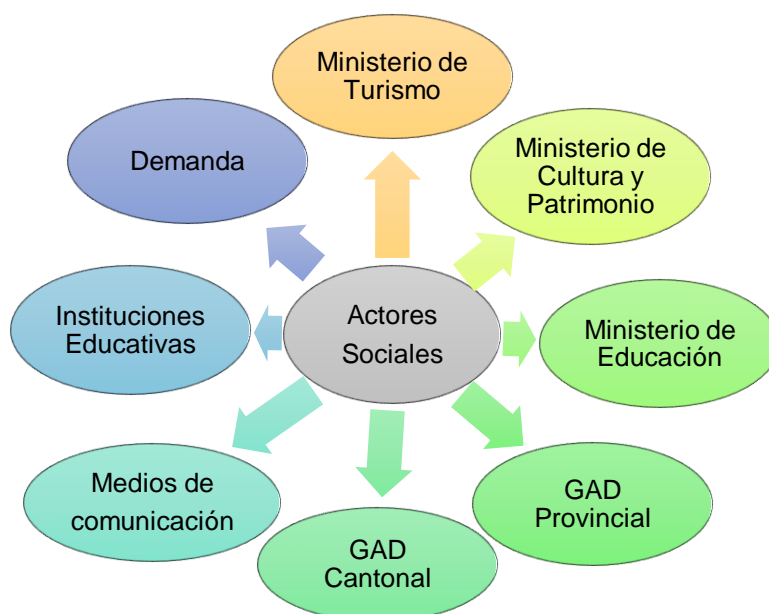 Ministerio de
Turismo
Ministerio de
Cultura y
Patrimonio
Ministerio de
Educación
GAD
Provincial
GAD
Cantonal
Medios de
comunicación
Instituciones
Educativas
Demanda
Actores
Sociales